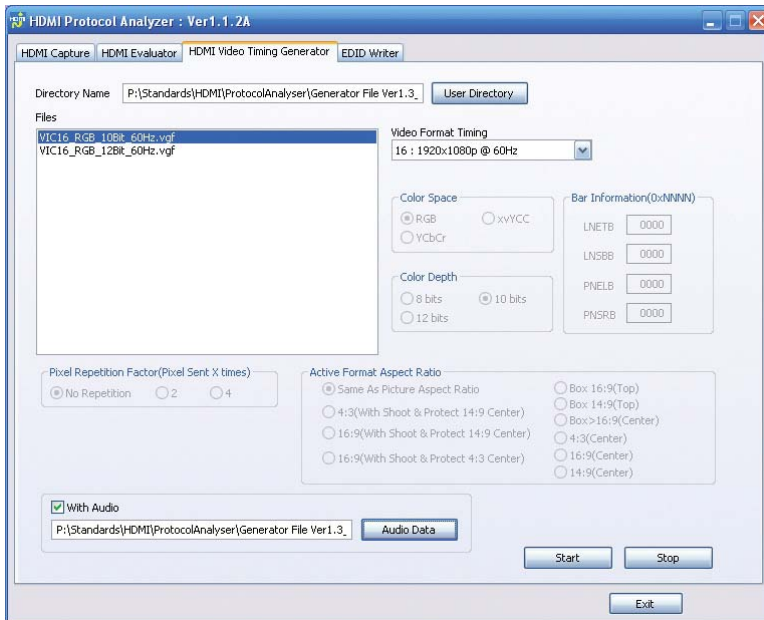 HDMI Protocol Analyzer : Ver1.1.2A
HDMI Capture HDMI Evaluator HDMI Video Timing Generator EDID Writer
Directory Name P:\Standards\HDMI\ProtocolAnalyser\Generator File Ver1.3_ User Directory
Files
VIC16_RGB_10Bit_60Hz.vgf
VIC16_RGB_12Bit_60Hz.vgf
Video Format Timing
16 : 1920x1080p @ 60Hz
Color Space
RGB xvYCC
YCbCr
Color Depth
8 bits 10 bits
12 bits
Bar Information(0xNNNN)
LNETB 0000
LNSBB 0000
PNELB 0000
PNSRB 0000
Pixel Repetition Factor(Pixel Sent X times)
No Repetition 2 4
Active Format Aspect Ratio
Same As Picture Aspect Ratio
4:3(With Shoot & Protect 14:9 Center)
16:9(With Shoot & Protect 14:9 Center)
16:9(With Shoot & Protect 4:3 Center)
Box 16:9(Top)
Box 14:9(Top)
Box>16:9(Center)
4:3(Center)
16:9(Center)
14:9(Center)
With Audio
P:\Standards\HDMI\ProtocolAnalyser\Generator File Ver1.3_ Audio Data
Start Stop
Exit